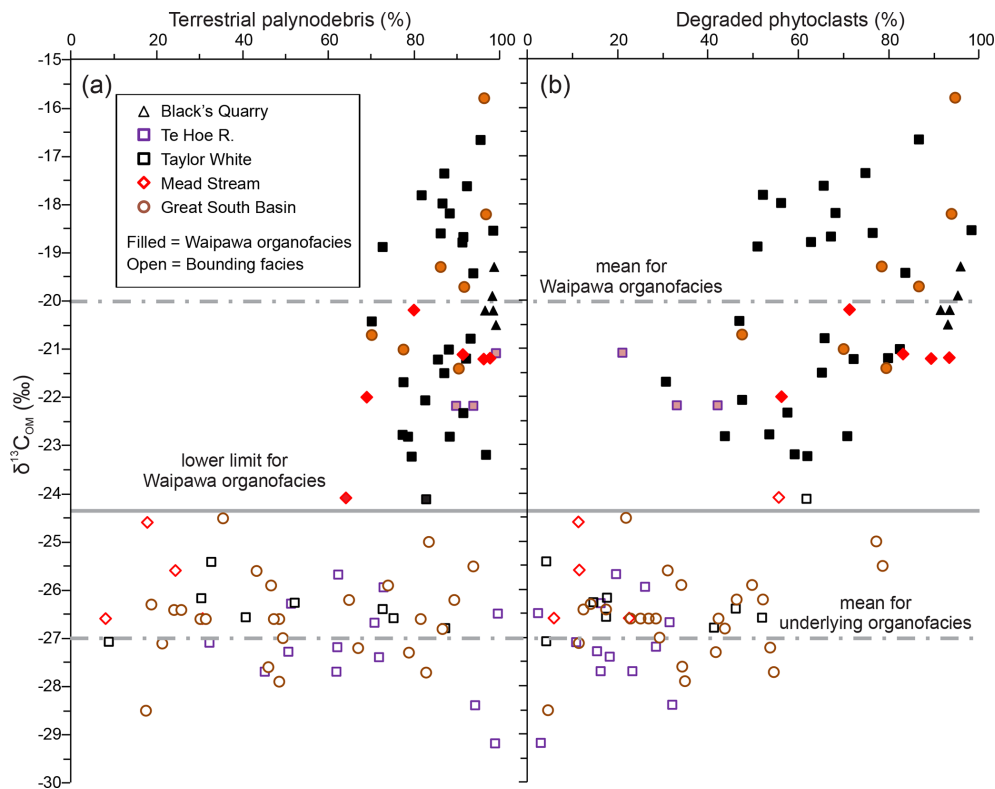 Terrestrial palynodebris (%)
Degraded phytoclasts (%)
0 20 40 60 80 100
0 20 40 60 80 100
-15
-16
-17
-18
-19
-20
-21
-22
-23
-24
-25
-26
-27
-28
-29
-30
δ¹³C_OM (‰)
(a)
Black's Quarry
Te Hoe R.
Taylor White
Mead Stream
Great South Basin
Filled = Waipawa organofacies
Open = Bounding facies
lower limit for
Waipawa organofacies
(b)
mean for
Waipawa organofacies
mean for
underlying organofacies